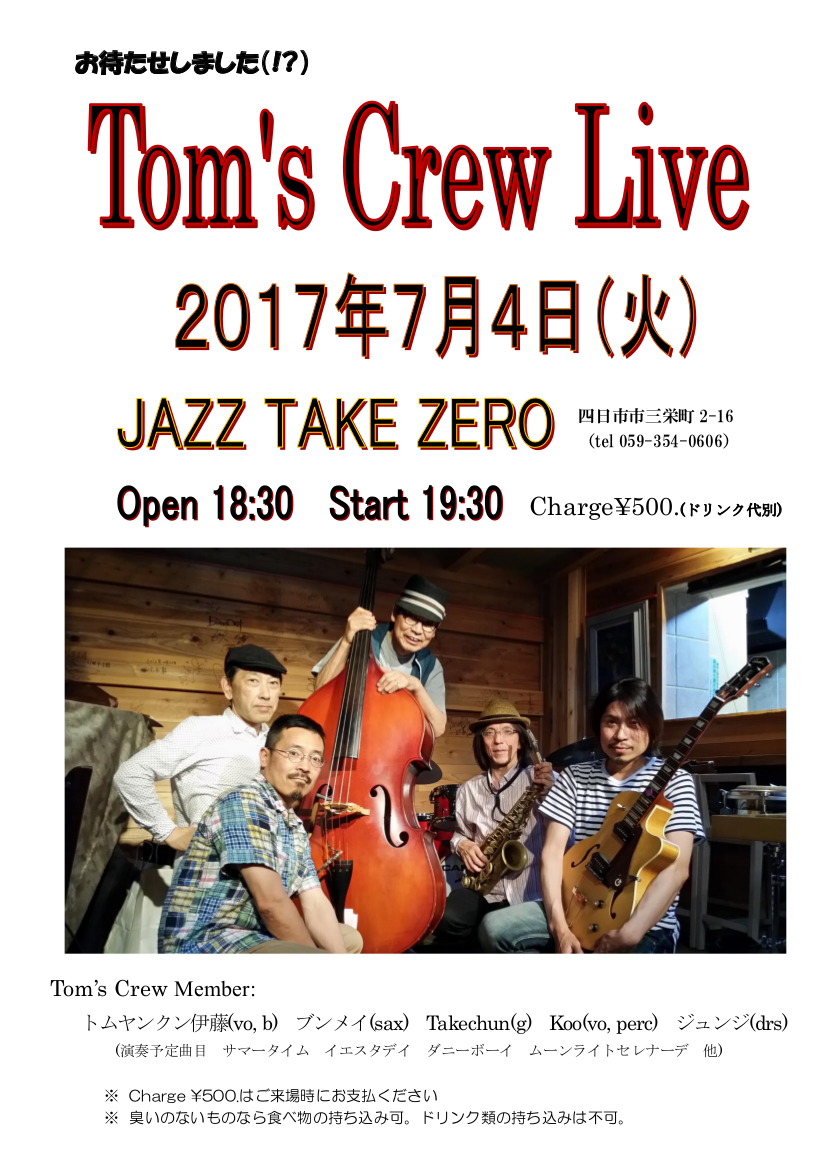 お待たせしました(!?)
Tom's Crew Live
2017年7月4日(火)
JAZZ TAKE ZERO
四日市市三栄町 2-16
(tel 059-354-0606)
Open 18:30　Start 19:30　Charge¥500.(ドリンク代別)
Tom's Crew Member:
トムヤンクン伊藤(vo, b)　ブンメイ(sax)　Takechun(g)　Koo(vo, perc)　ジュンジ(drs)
(演奏予定曲目　サマータイム　イエスタデイ　ダニーボーイ　ムーンライトセレナーデ　他)
※ Charge ¥500.はご来場時にお支払ください
※ 臭いのないものなら食べ物の持ち込み可。ドリンク類の持ち込みは不可。